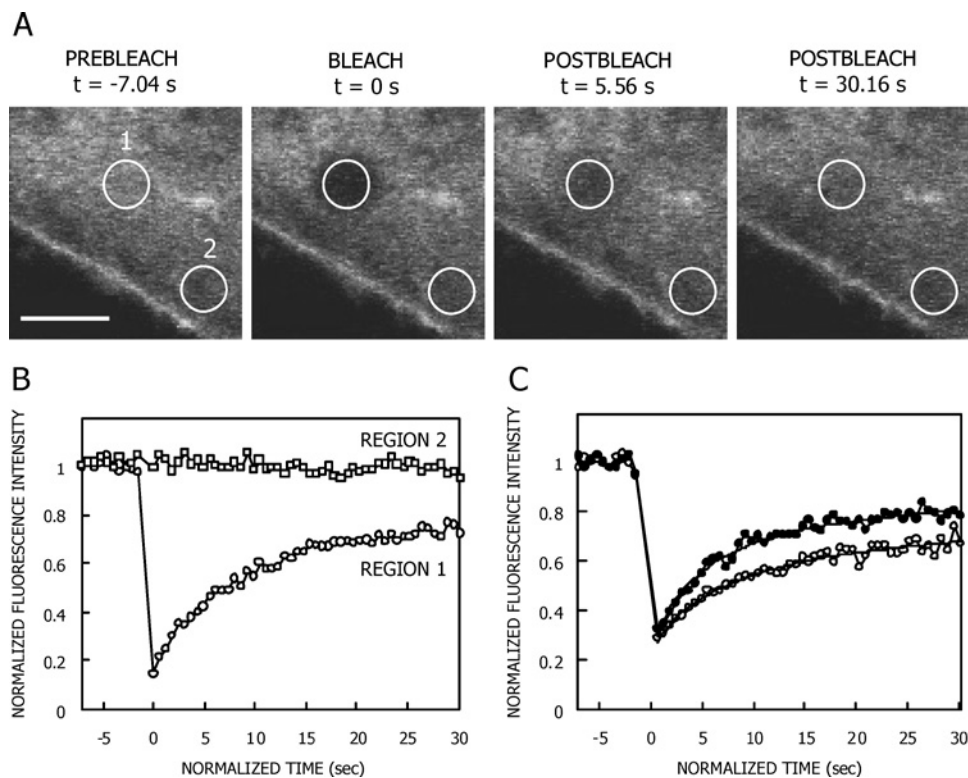 A
PREBLEACH BLEACH POSTBLEACH POSTBLEACH
t = -7.04 s t = 0 s t = 5.56 s t = 30.16 s
1
2
B
NORMALIZED FLUORESCENCE INTENSITY
1
0.8
0.6
0.4
0.2
0
REGION 2
REGION 1
-5 0 5 10 15 20 25 30
NORMALIZED TIME (sec)
C
NORMALIZED FLUORESCENCE INTENSITY
1
0.8
0.6
0.4
0.2
0
-5 0 5 10 15 20 25 30
NORMALIZED TIME (sec)